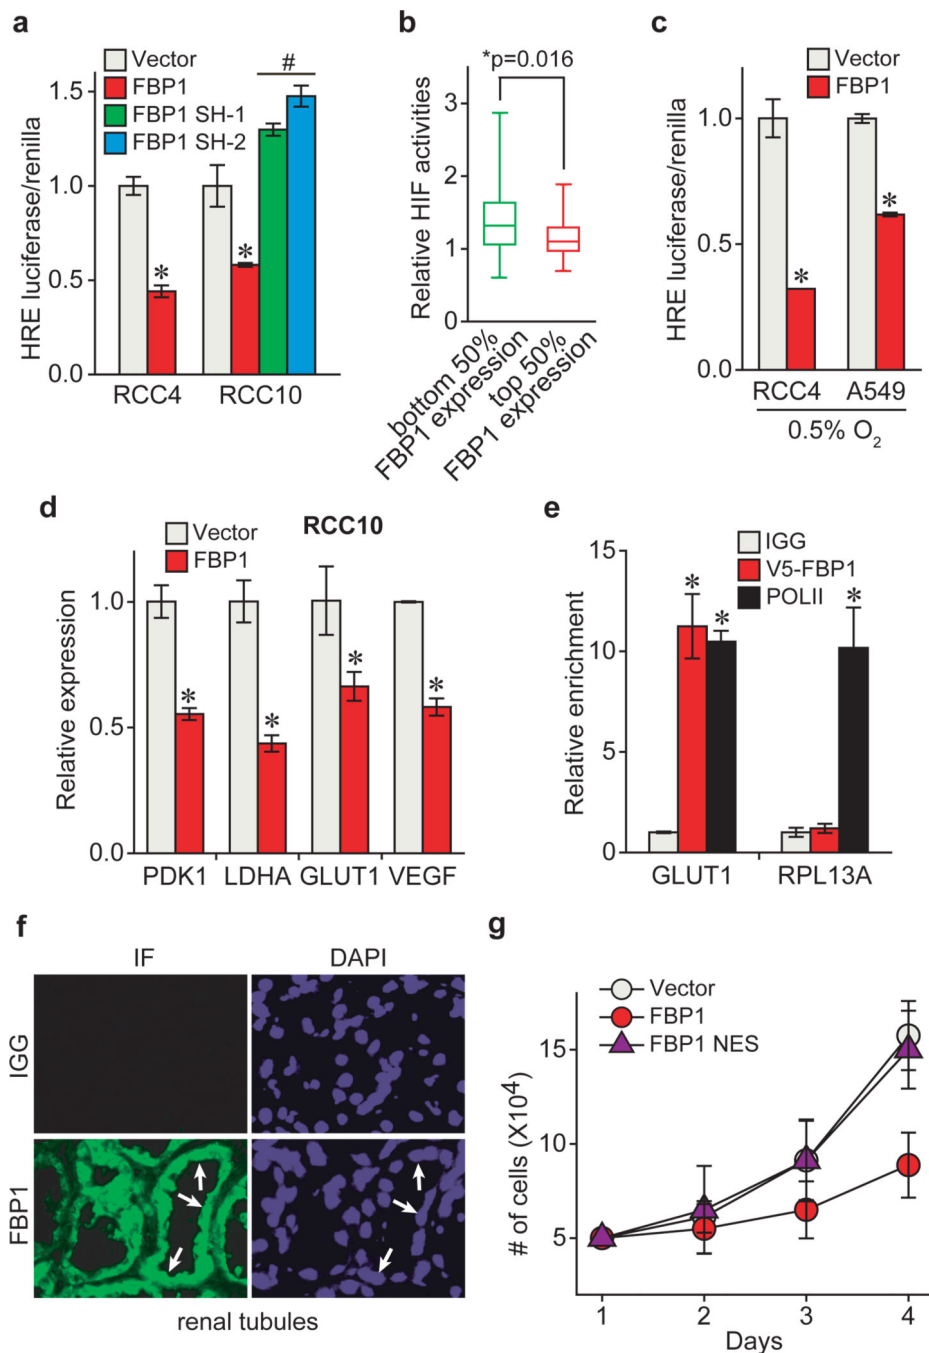 a
Vector
FBP1
FBP1 SH-1
FBP1 SH-2
#
HRE luciferase/renilla
1.5
1.0
0.5
0.0
*
*
RCC4
RCC10
b
*p=0.016
Relative HIF activities
3
2
1
0
bottom 50%
FBP1 expression
top 50%
FBP1 expression
c
Vector
FBP1
HRE luciferase/renilla
1.0
0.5
0.0
*
*
RCC4
A549
0.5% O2
d
Vector
FBP1
RCC10
Relative expression
1.0
0.5
0.0
*
*
*
*
PDK1
LDHA
GLUT1
VEGF
e
IGG
V5-FBP1
POLII
Relative enrichment
15
10
5
0
*
*
*
GLUT1
RPL13A
f
IF
DAPI
IGG
FBP1
renal tubules
g
Vector
FBP1
FBP1 NES
# of cells (X104)
15
10
5
1
2
3
4
Days